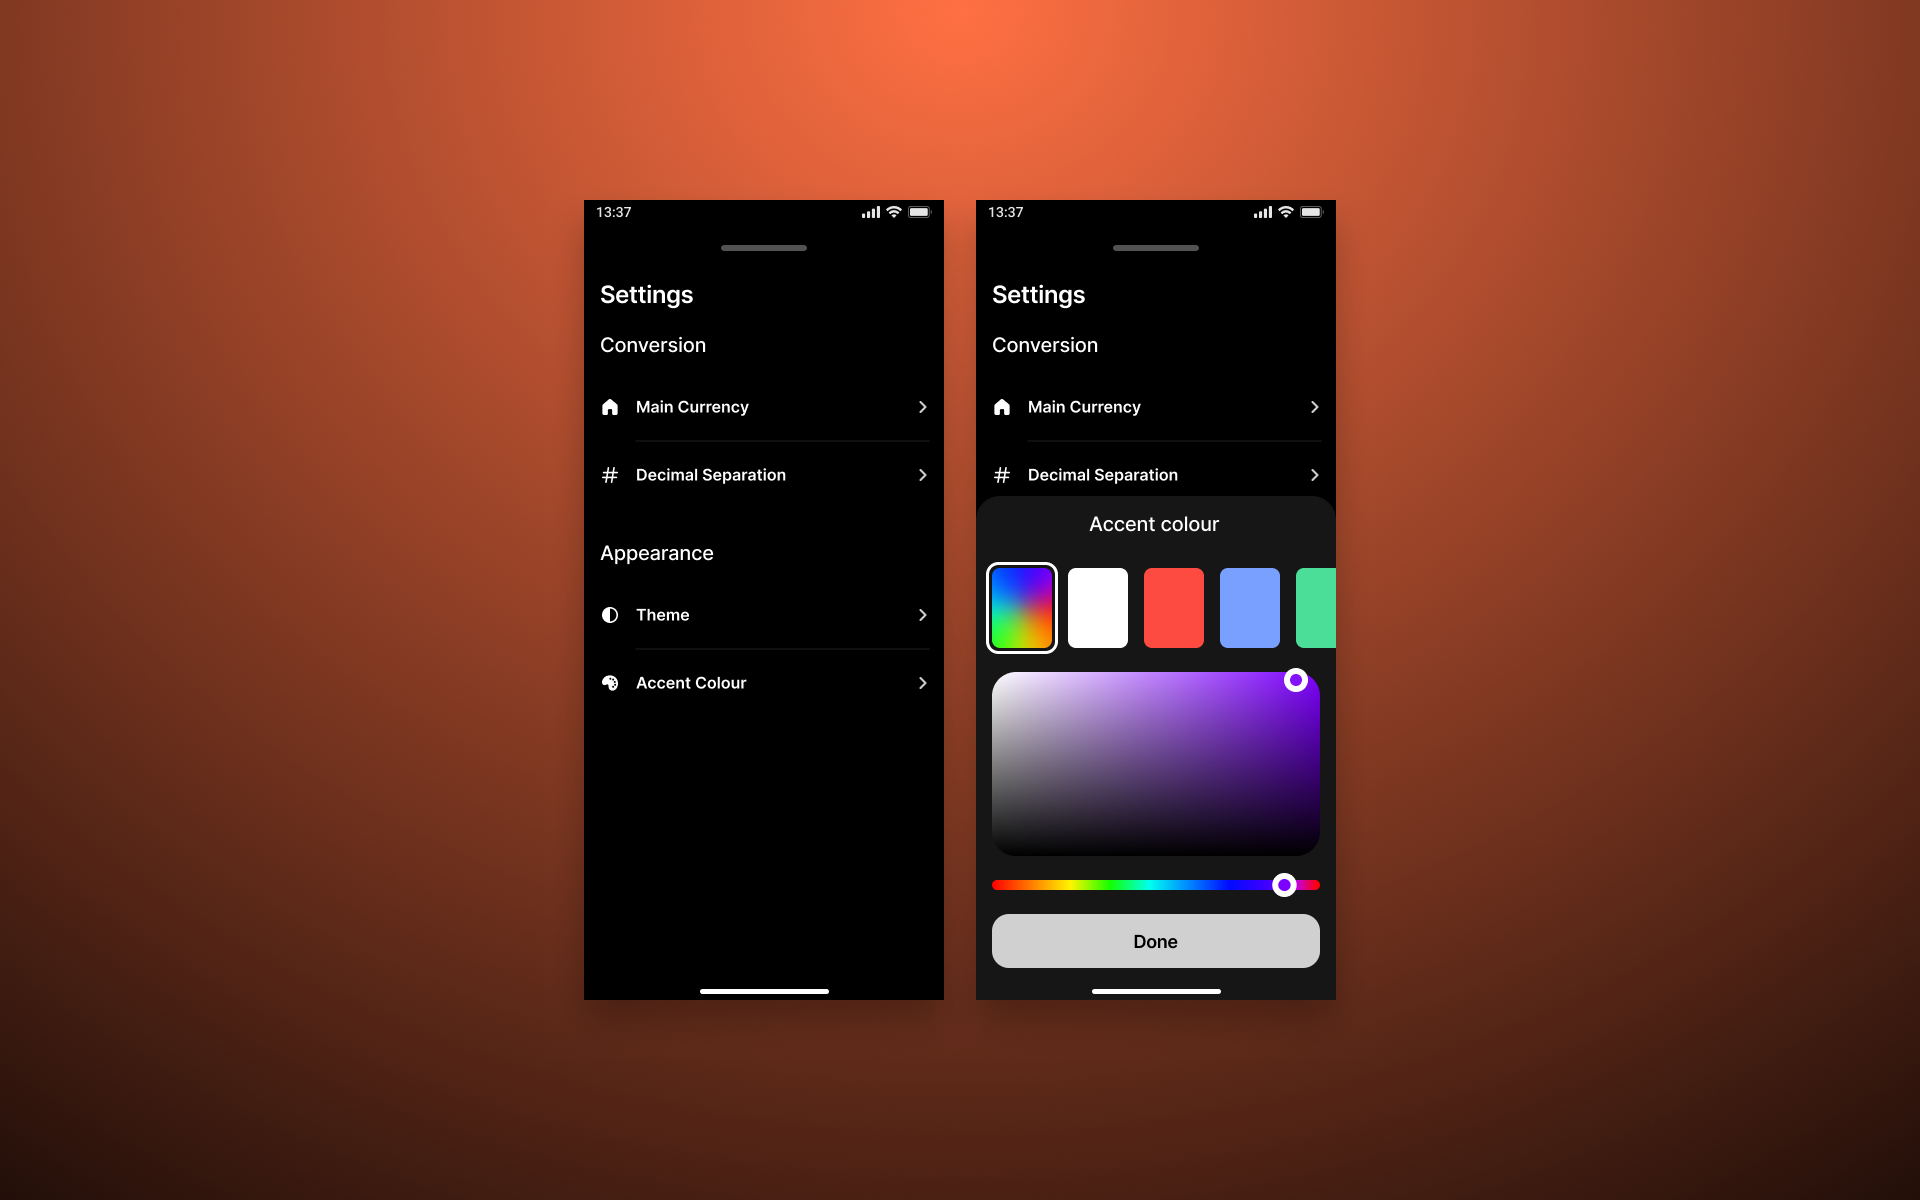 13:37
Settings
Conversion
Main Currency
Decimal Separation
Appearance
Theme
Accent Colour
13:37
Settings
Conversion
Main Currency
Decimal Separation
Accent colour
Done